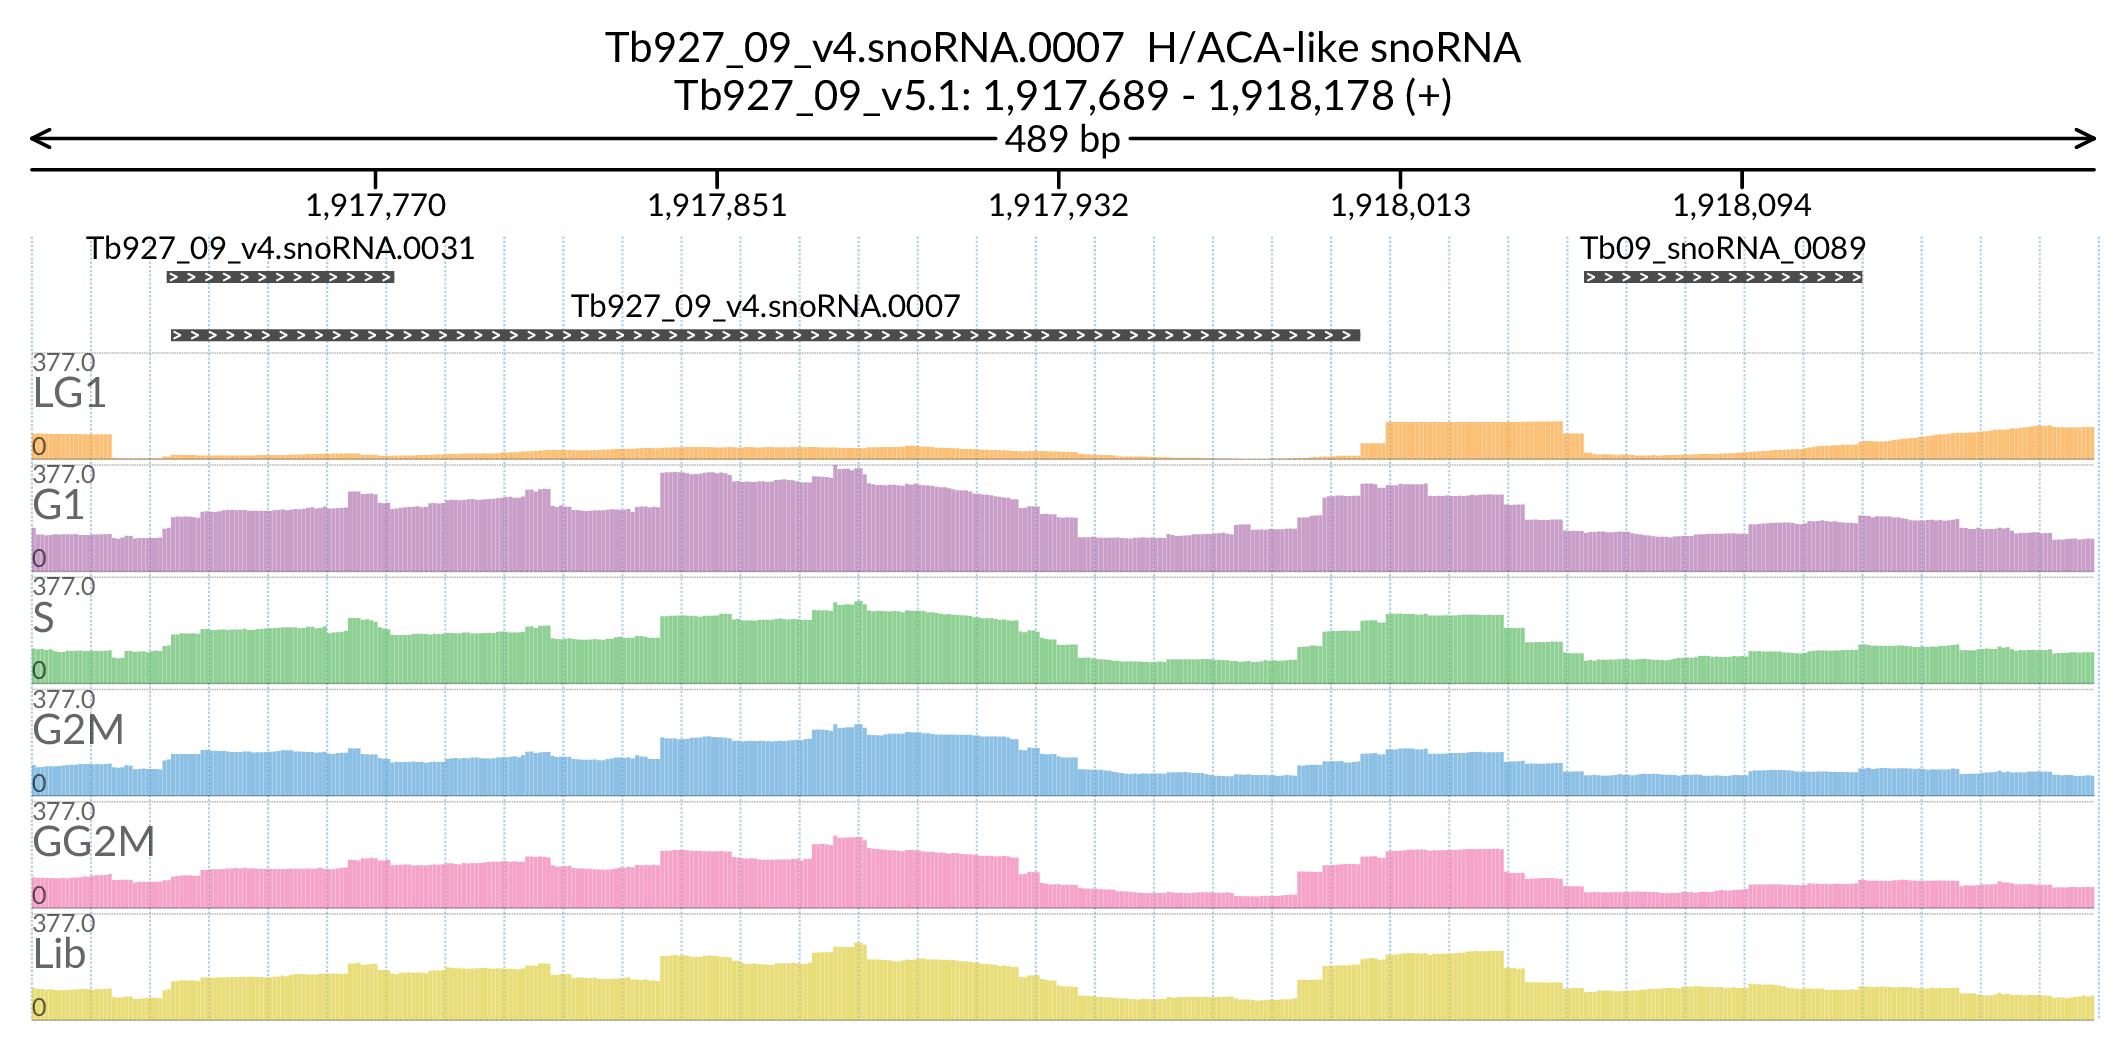 Tb927_09_v4.snoRNA.0007 H/ACA-like snoRNA
Tb927_09_v5.1: 1,917,689 - 1,918,178 (+)
489 bp
1,917,770 1,917,851 1,917,932 1,918,013 1,918,094
Tb927_09_v4.snoRNA.0031 Tb09_snoRNA_0089
Tb927_09_v4.snoRNA.0007
377.0
LG1
0
377.0
G1
0
377.0
S
0
377.0
G2M
0
377.0
GG2M
0
377.0
Lib
0